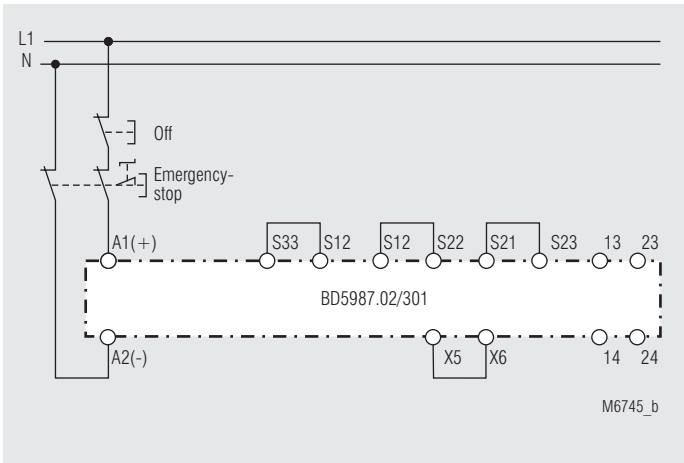 L1
N
Off
Emergency-
stop
A1(+) S33 S12 S12 S22 S21 S23 13 23
BD5987.02/301
A2(-) X5 X6 14 24
M6745_b